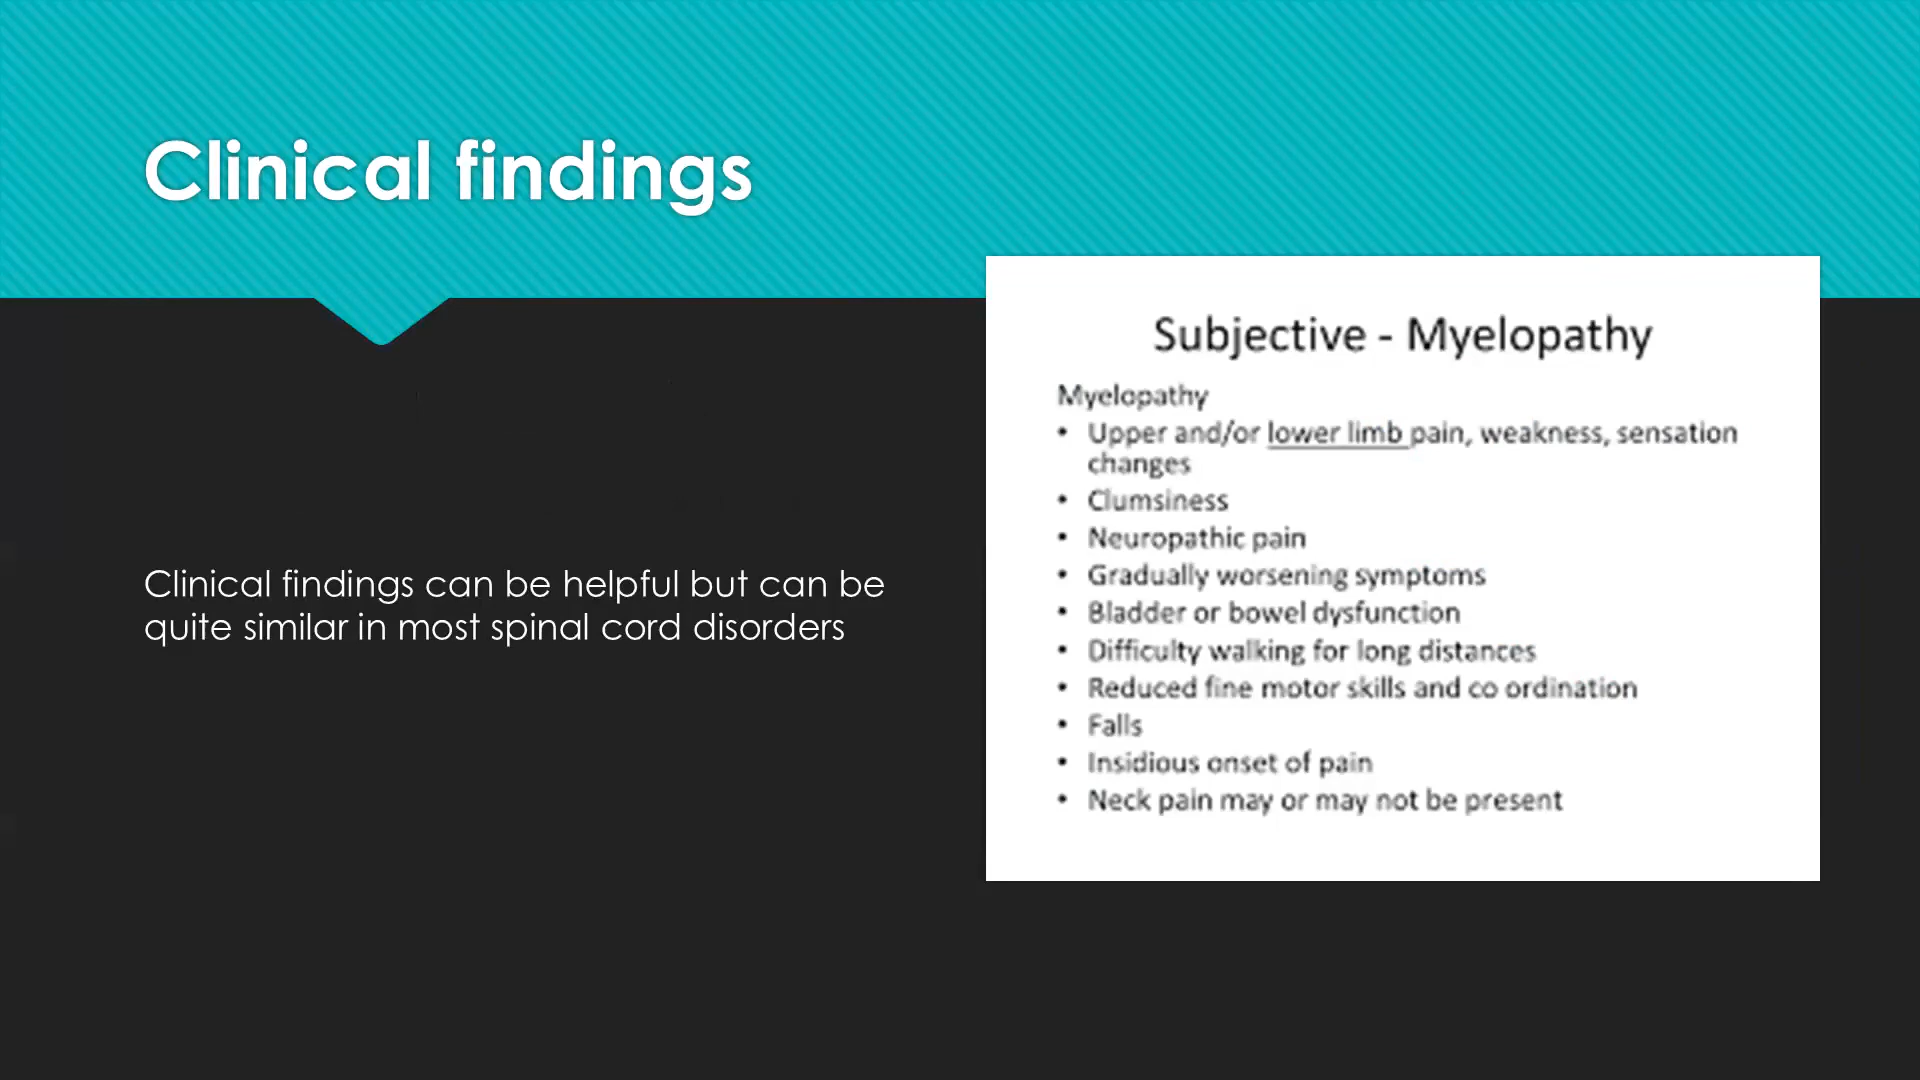 Clinical findings
Clinical findings can be helpful but can be
quite similar in most spinal cord disorders
Subjective - Myelopathy
Myelopathy
• Upper and/or lower limb pain, weakness, sensation
changes
• Clumsiness
• Neuropathic pain
• Gradually worsening symptoms
• Bladder or bowel dysfunction
• Difficulty walking for long distances
• Reduced fine motor skills and co ordination
• Falls
• Insidious onset of pain
• Neck pain may or may not be present